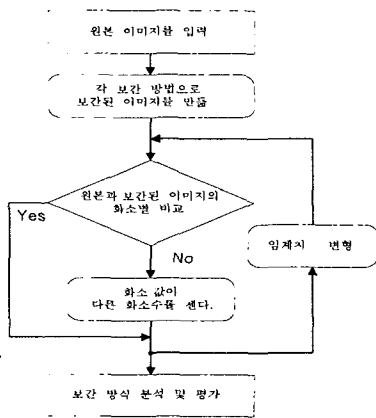 원본 이미지를 입력
각 보간 방법으로
보간된 이미지를 만듦
원본과 보간된 이미지의
화소별 비교
Yes
No
임계치 변형
화소 값이
다른 화소수를 센다.
보간 방식 분석 및 평가